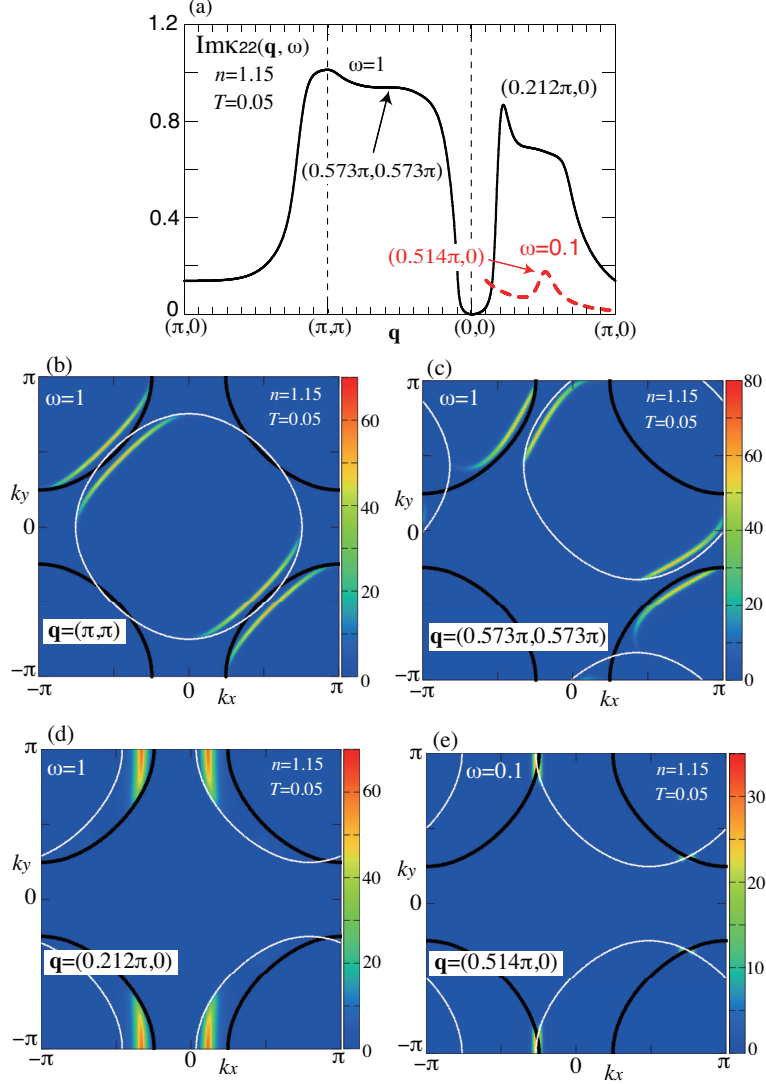 (a)
1.2
Imκ22(q, ω)
n=1.15
T=0.05
ω=1
(0.212π,0)
0.8
(0.573π,0.573π)
0.4
ω=0.1
(0.514π,0)
0
(π,0)
(π,π)
q
(0,0)
(π,0)
(b)
π
ω=1
n=1.15
T=0.05
60
ky
40
0
20
q=(π,π)
-π
0
-π
0
kx
π
(c)
80
π
ω=1
n=1.15
T=0.05
60
ky
0
40
20
q=(0.573π,0.573π)
-π
0
-π
0
kx
π
(d)
π
ω=1
n=1.15
T=0.05
60
ky
40
0
20
q=(0.212π,0)
-π
0
-π
0
kx
π
(e)
π
ω=0.1
n=1.15
T=0.05
30
ky
20
0
10
q=(0.514π,0)
-π
0
-π
0
kx
π